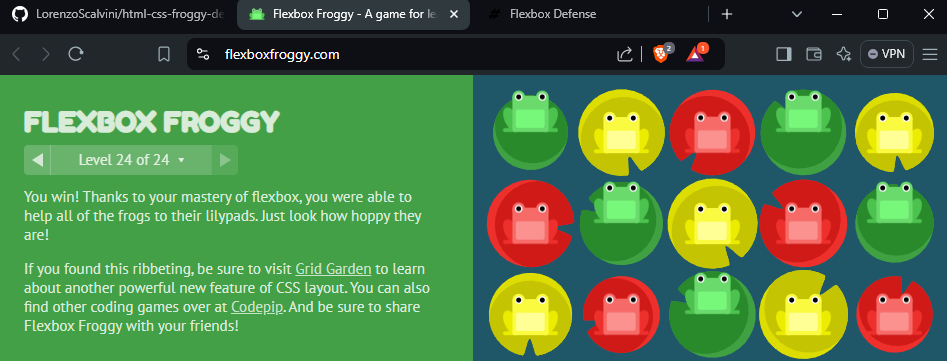 LorenzoScalvini/html-css-froggy-de
Flexbox Froggy - A game for le
Flexbox Defense
flexboxfroggy.com
2
1
VPN
FLEXBOX FROGGY
Level 24 of 24
You win! Thanks to your mastery of flexbox, you were able to
help all of the frogs to their lilypads. Just look how hoppy they
are!
If you found this ribbeting, be sure to visit Grid Garden to learn
about another powerful new feature of CSS layout. You can also
find other coding games over at Codepip. And be sure to share
Flexbox Froggy with your friends!